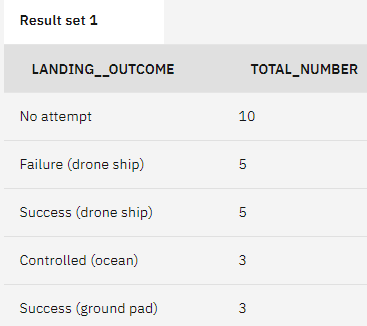 Result set 1
LANDING__OUTCOME TOTAL_NUMBER
No attempt 10
Failure (drone ship) 5
Success (drone ship) 5
Controlled (ocean) 3
Success (ground pad) 3